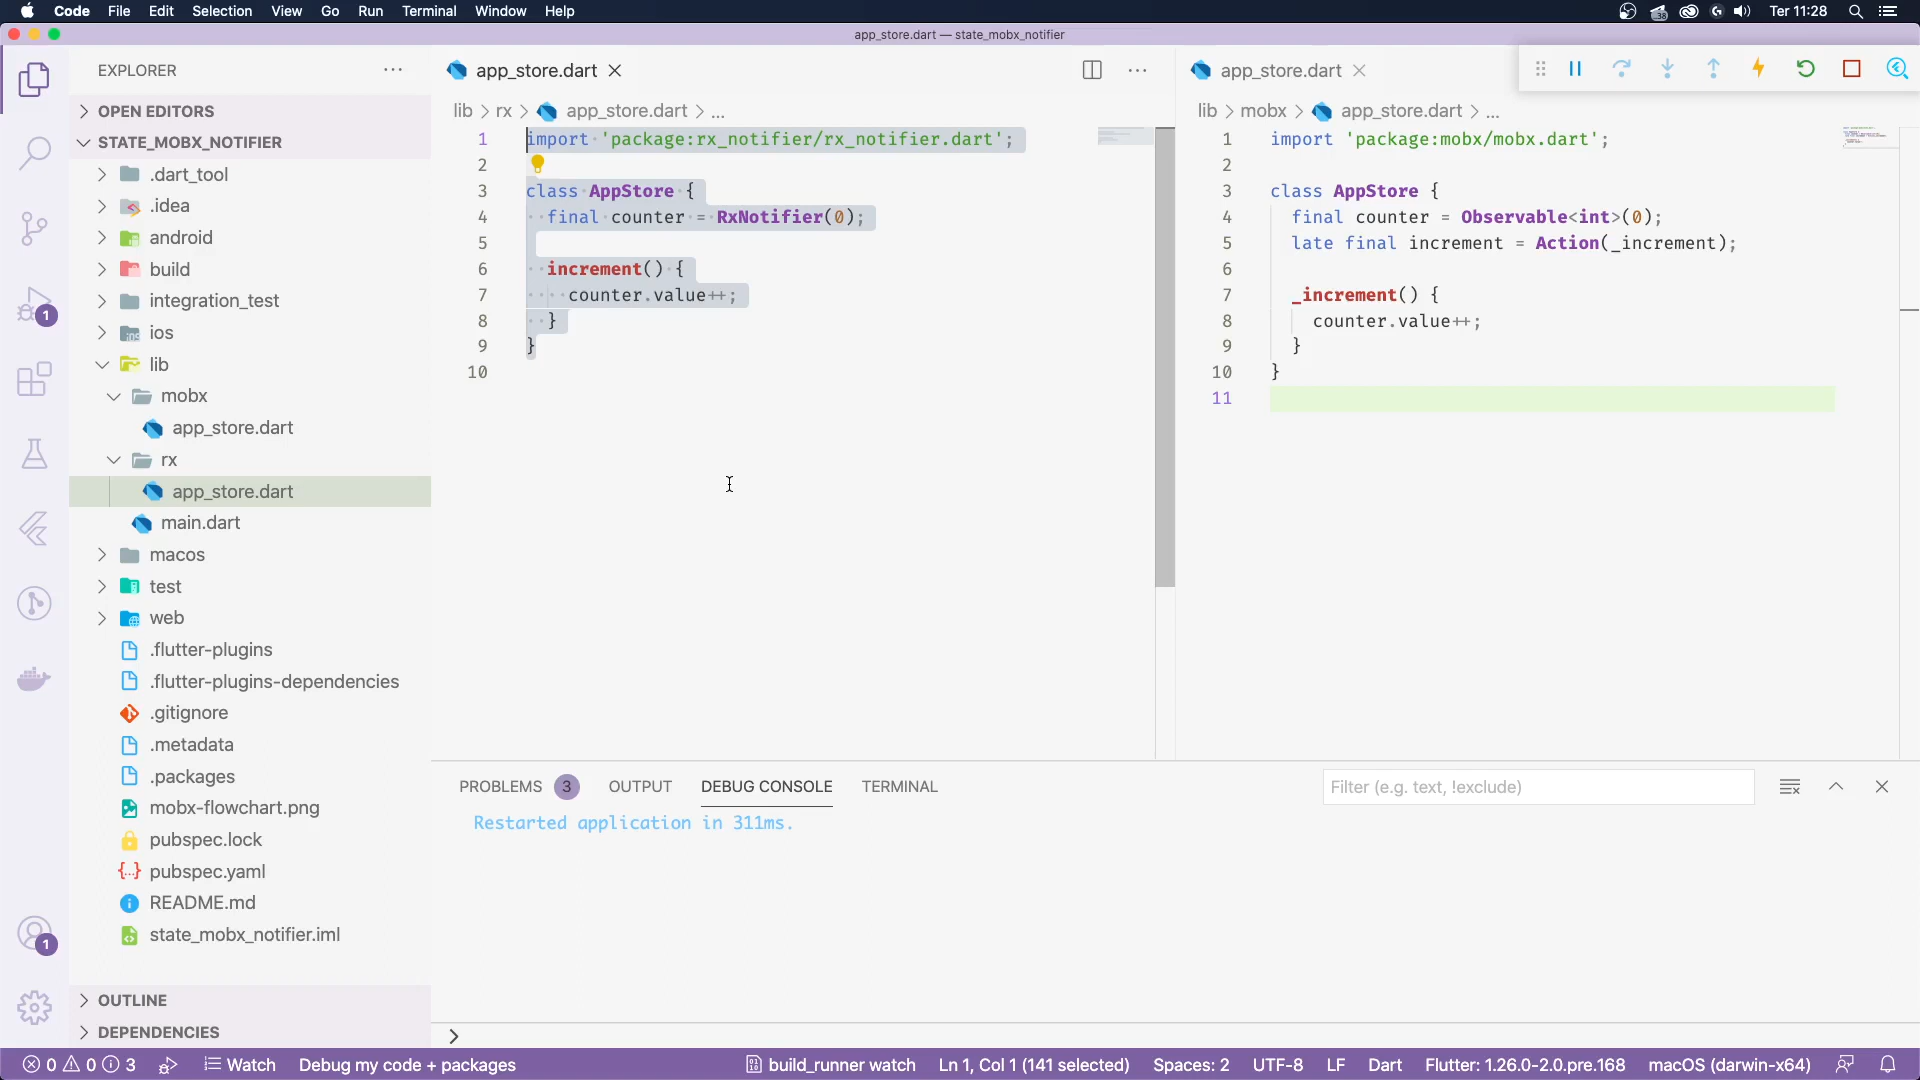 Code File Edit Selection View Go Run Terminal Window Help
Ter 11:28
app_store.dart — state_mobx_notifier
EXPLORER
OPEN EDITORS
STATE_MOBX_NOTIFIER
.dart_tool
.idea
android
build
integration_test
ios
lib
mobx
app_store.dart
rx
app_store.dart
main.dart
macos
test
web
.flutter-plugins
.flutter-plugins-dependencies
.gitignore
.metadata
.packages
mobx-flowchart.png
pubspec.lock
pubspec.yaml
README.md
state_mobx_notifier.iml
OUTLINE
DEPENDENCIES
1
1
app_store.dart
lib > rx > app_store.dart > ...
1 import 'package:rx_notifier/rx_notifier.dart';
2
3 class AppStore {
4 final counter = RxNotifier(0);
5
6 increment() {
7 counter.value++;
8 }
9 }
10
app_store.dart
lib > mobx > app_store.dart > ...
1 import 'package:mobx/mobx.dart';
2
3 class AppStore {
4 final counter = Observable<int>(0);
5 late final increment = Action(_increment);
6
7 _increment() {
8 counter.value++;
9 }
10 }
11
PROBLEMS 3 OUTPUT DEBUG CONSOLE TERMINAL
Filter (e.g. text, !exclude)
Restarted application in 311ms.
0 0 3 Watch Debug my code + packages
build_runner watch Ln 1, Col 1 (141 selected) Spaces: 2 UTF-8 LF Dart Flutter: 1.26.0-2.0.pre.168 macOS (darwin-x64)